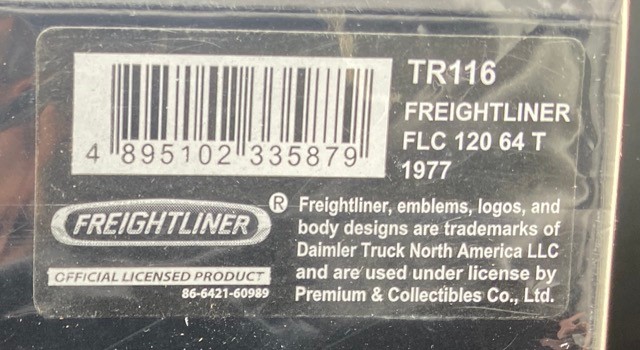 TR116
FREIGHTLINER
FLC 120 64 T
1977
4 895102 335879
FREIGHTLINER ®
OFFICIAL LICENSED PRODUCT
86-6421-60989
Freightliner, emblems, logos, and
body designs are trademarks of
Daimler Truck North America LLC
and are used under license by
Premium & Collectibles Co., Ltd.